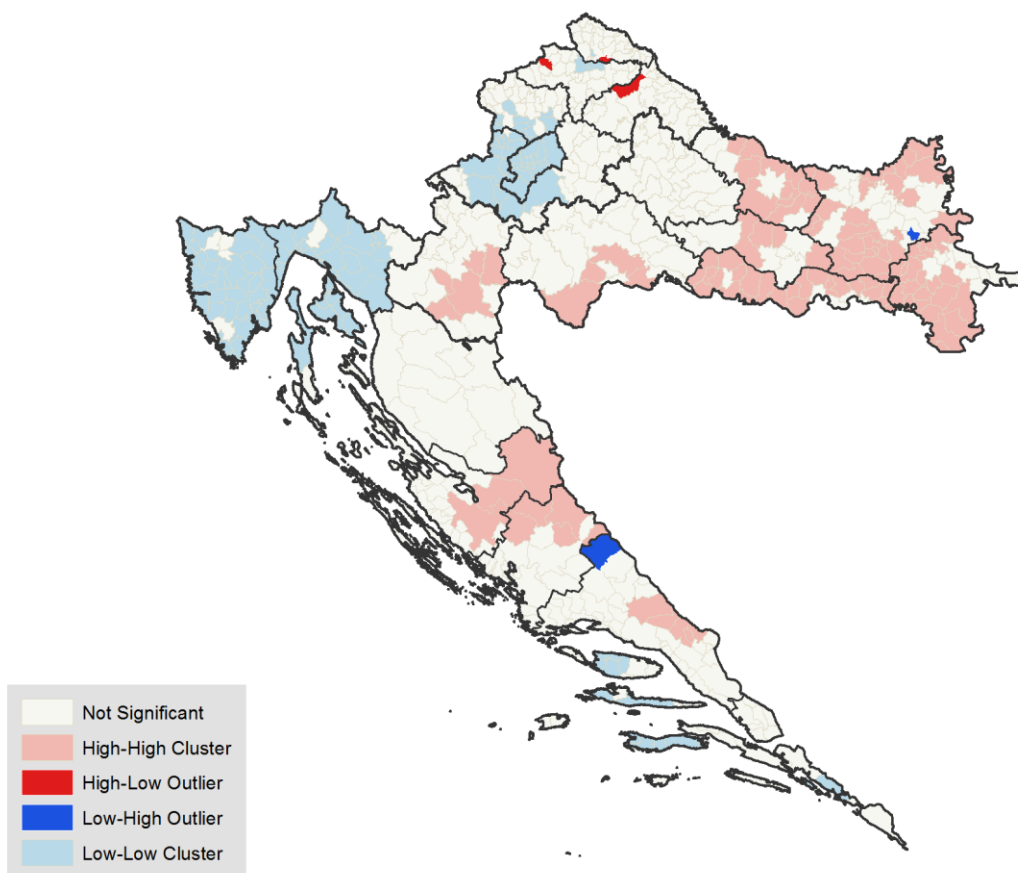 Not Significant
High-High Cluster
High-Low Outlier
Low-High Outlier
Low-Low Cluster